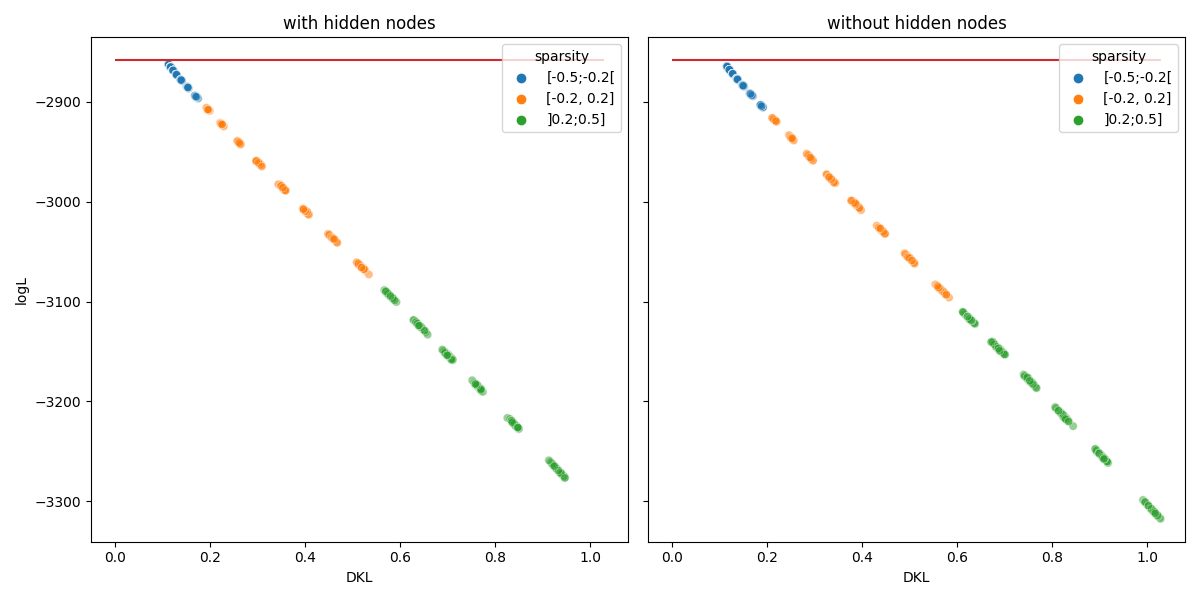 with hidden nodes
logL
−2900
−3000
−3100
−3200
−3300
sparsity
[-0.5;-0.2[
[-0.2, 0.2]
]0.2;0.5]
0.0 0.2 0.4 0.6 0.8 1.0
DKL
without hidden nodes
sparsity
[-0.5;-0.2[
[-0.2, 0.2]
]0.2;0.5]
0.0 0.2 0.4 0.6 0.8 1.0
DKL